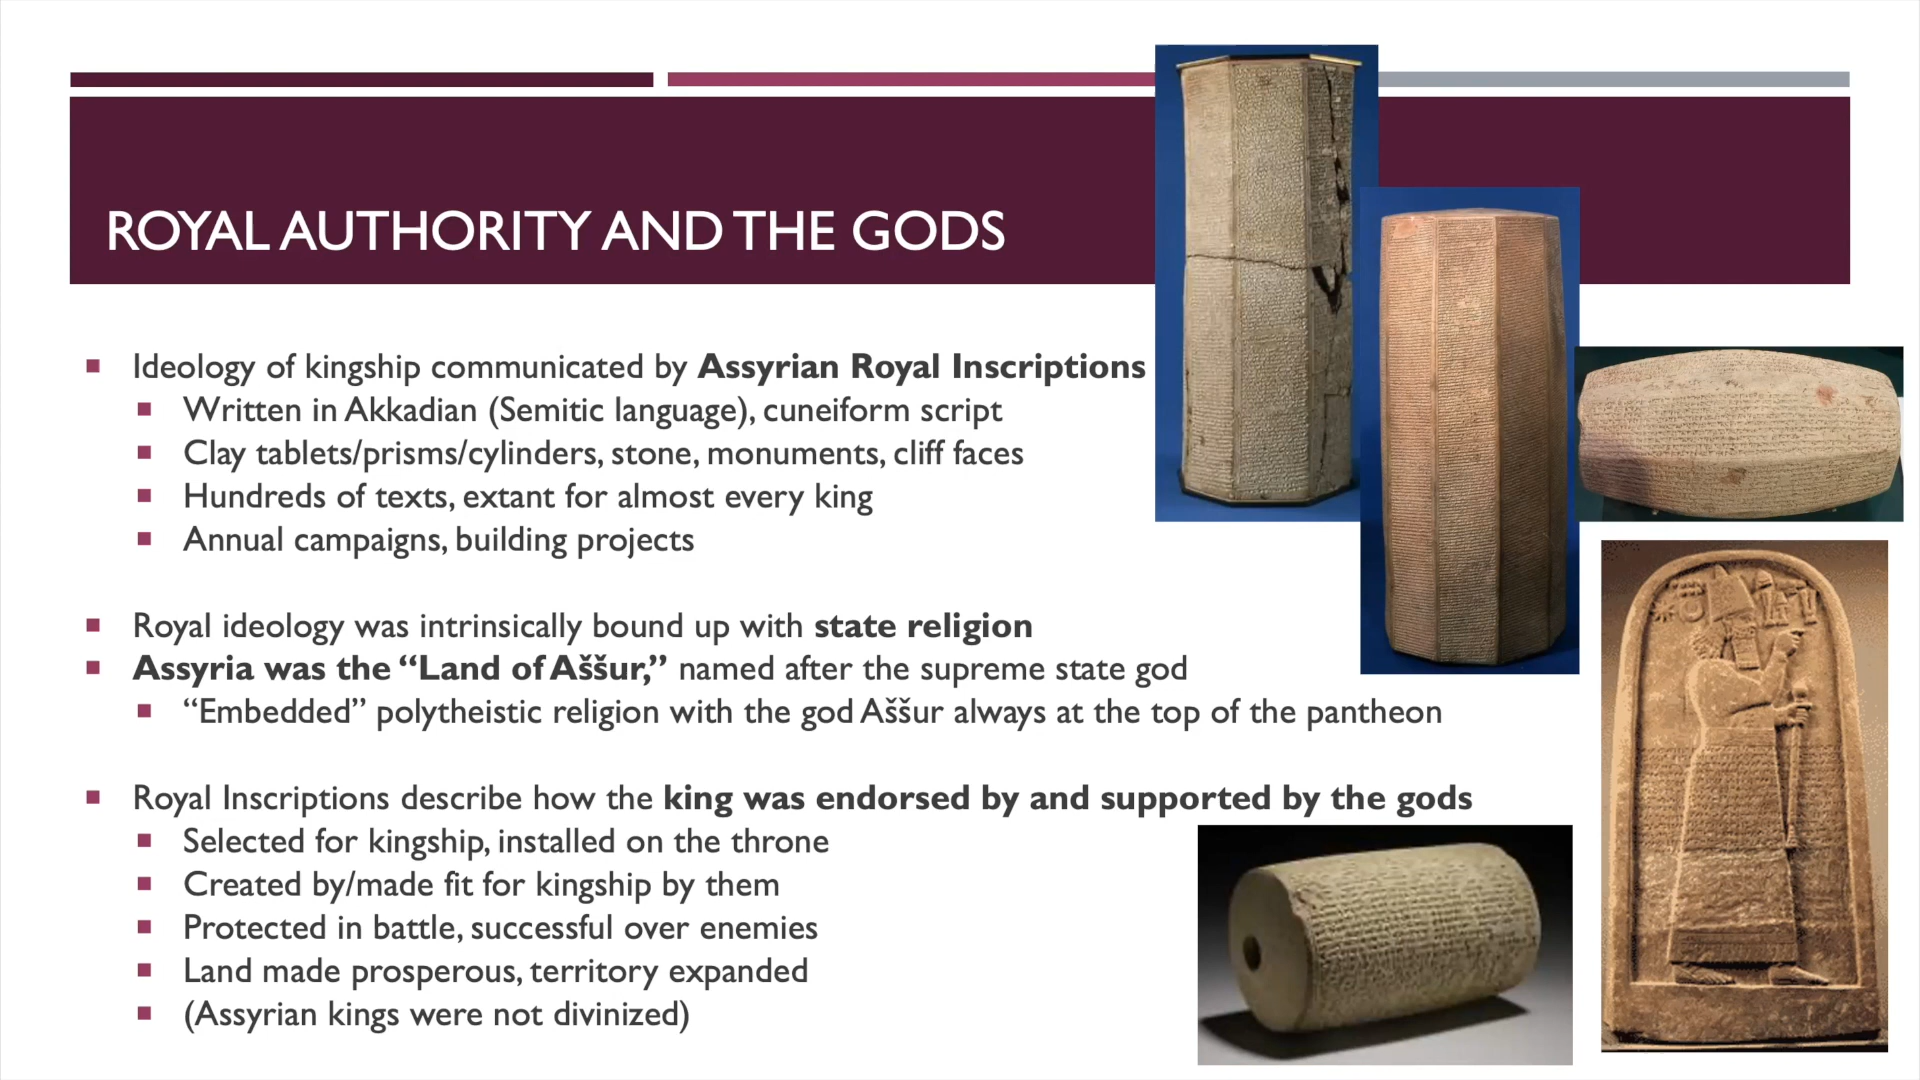 ROYAL AUTHORITY AND THE GODS
Ideology of kingship communicated by Assyrian Royal Inscriptions
Written in Akkadian (Semitic language), cuneiform script
Clay tablets/prisms/cylinders, stone, monuments, cliff faces
Hundreds of texts, extant for almost every king
Annual campaigns, building projects
Royal ideology was intrinsically bound up with state religion
Assyria was the “Land of Aššur,” named after the supreme state god
“Embedded” polytheistic religion with the god Aššur always at the top of the pantheon
Royal Inscriptions describe how the king was endorsed by and supported by the gods
Selected for kingship, installed on the throne
Created by/made fit for kingship by them
Protected in battle, successful over enemies
Land made prosperous, territory expanded
(Assyrian kings were not divinized)